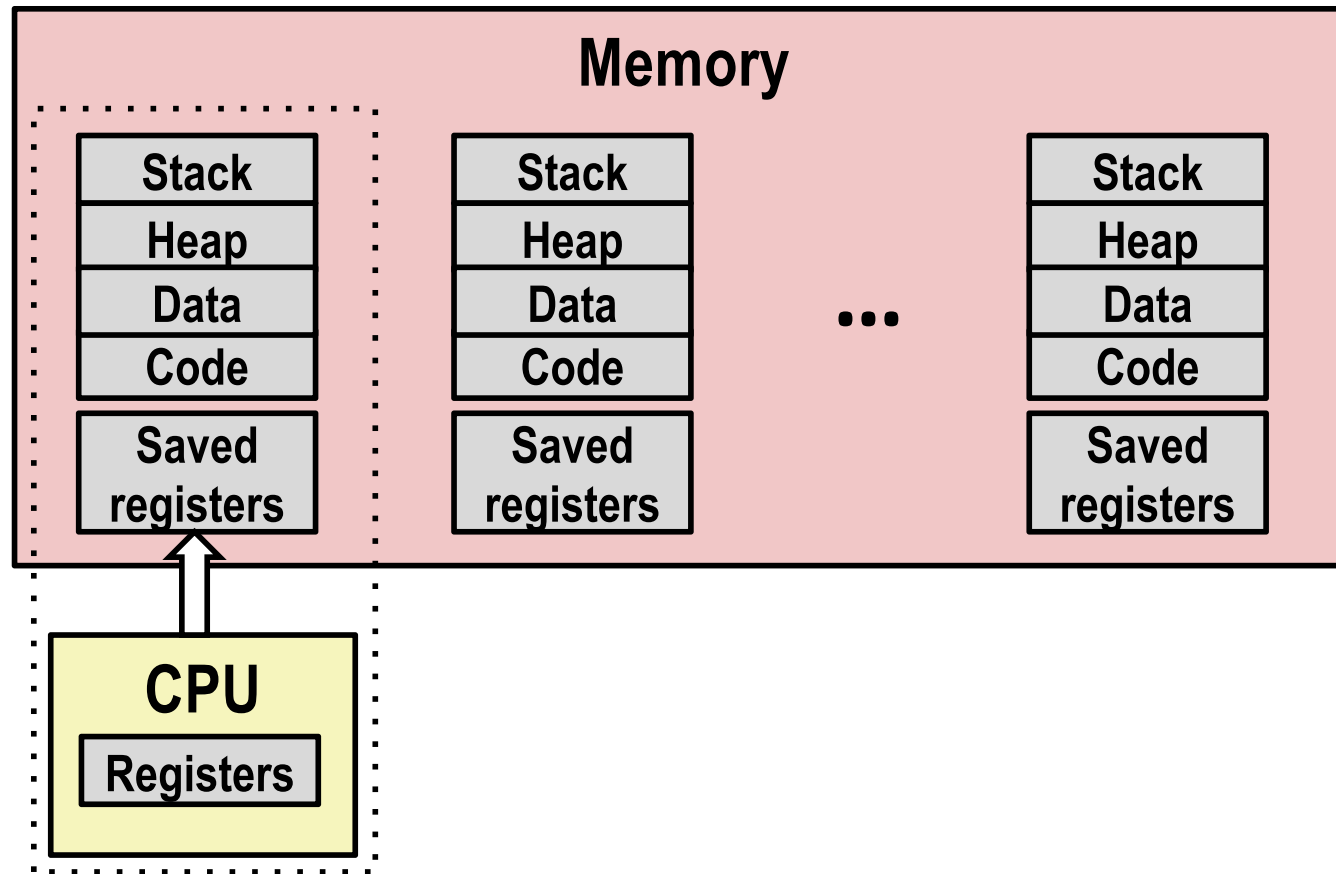 Memory
Stack
Heap
Data
Code
Saved
registers
Stack
Heap
Data
Code
Saved
registers
...
Stack
Heap
Data
Code
Saved
registers
CPU
Registers